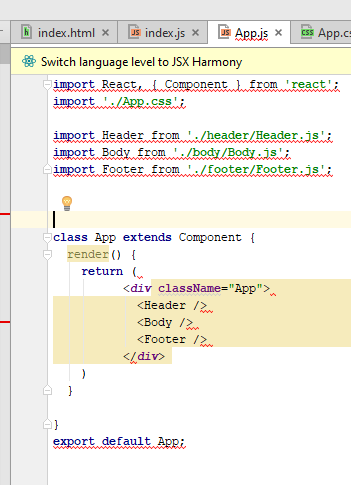 index.html × index.js × App.js × App.c
Switch language level to JSX Harmony
import React, { Component } from 'react';
import './App.css';
import Header from './header/Header.js';
import Body from './body/Body.js';
import Footer from './footer/Footer.js';
class App extends Component {
render() {
return (
<div className="App">
<Header />
<Body />
<Footer />
</div>
)
}
}
export default App;